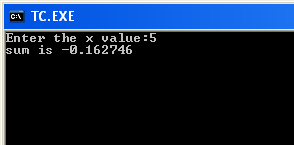 C:\ TC.EXE
Enter the x value:5
sum is -0.162746